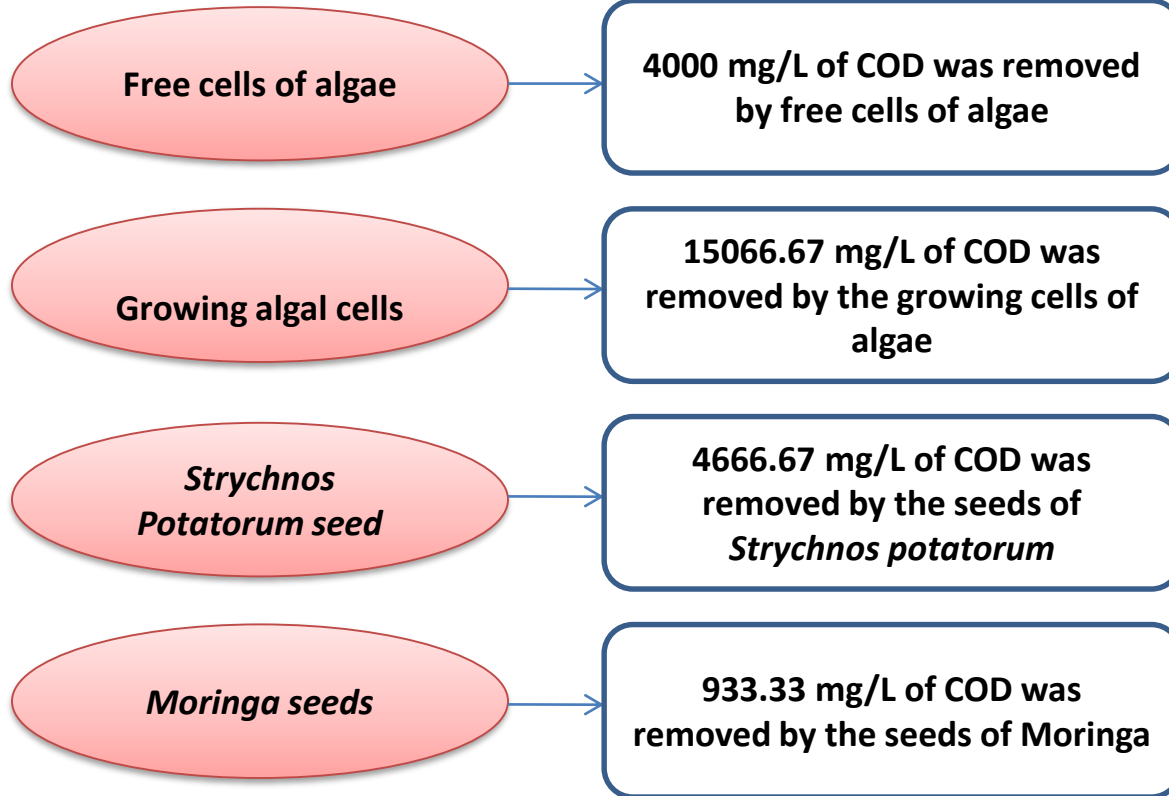 Free cells of algae
4000 mg/L of COD was removed
by free cells of algae
Growing algal cells
15066.67 mg/L of COD was
removed by the growing cells of
algae
Strychnos
Potatorum seed
4666.67 mg/L of COD was
removed by the seeds of
Strychnos potatorum
Moringa seeds
933.33 mg/L of COD was
removed by the seeds of Moringa